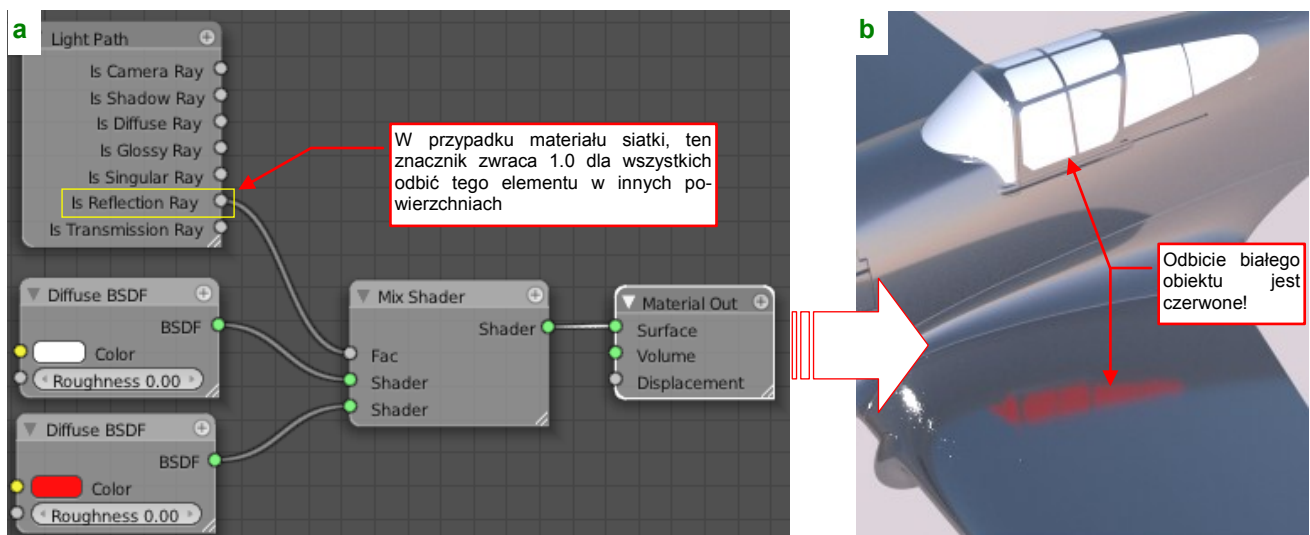 a
Light Path
Is Camera Ray
Is Shadow Ray
Is Diffuse Ray
Is Glossy Ray
Is Singular Ray
Is Reflection Ray
Is Transmission Ray
W przypadku materiału siatki, ten
znacznik zwraca 1.0 dla wszystkich
odbić tego elementu w innych po-
wierzchniach
Diffuse BSDF
BSDF
Color
Roughness 0.00
Diffuse BSDF
BSDF
Color
Roughness 0.00
Mix Shader
Shader
Fac
Shader
Shader
Material Out
Surface
Volume
Displacement
b
Odbicie białego
obiektu jest
czerwone!